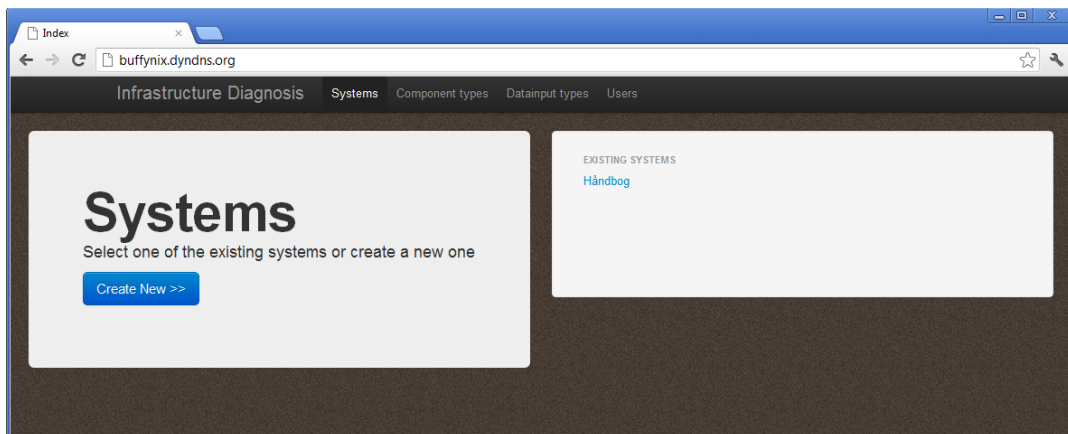 Index
buffynix.dyndns.org
Infrastructure Diagnosis Systems Component types Datainput types Users
Systems
Select one of the existing systems or create a new one
Create New >>
EXISTING SYSTEMS
Håndbog